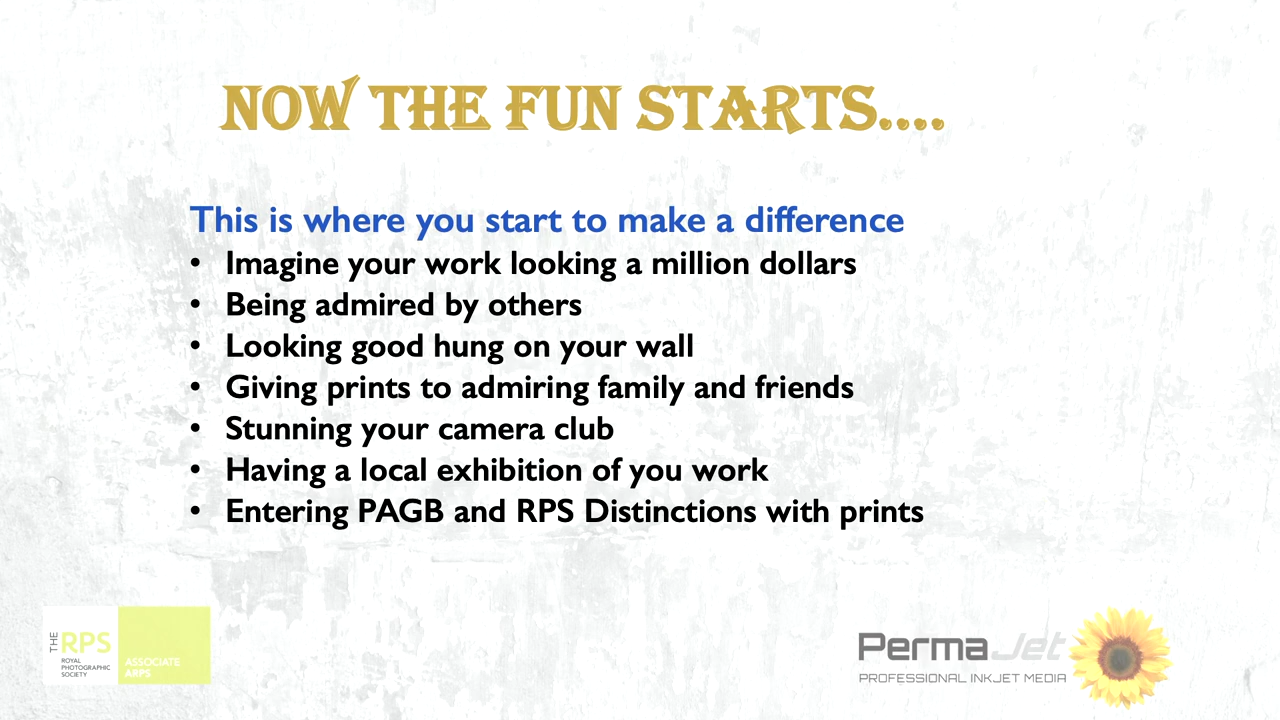 NOW THE FUN STARTS....
This is where you start to make a difference
• Imagine your work looking a million dollars
• Being admired by others
• Looking good hung on your wall
• Giving prints to admiring family and friends
• Stunning your camera club
• Having a local exhibition of you work
• Entering PAGB and RPS Distinctions with prints
THE RPS
ROYAL
PHOTOGRAPHIC
SOCIETY
ASSOCIATE
ARPS
PermaJet
PROFESSIONAL INKJET MEDIA